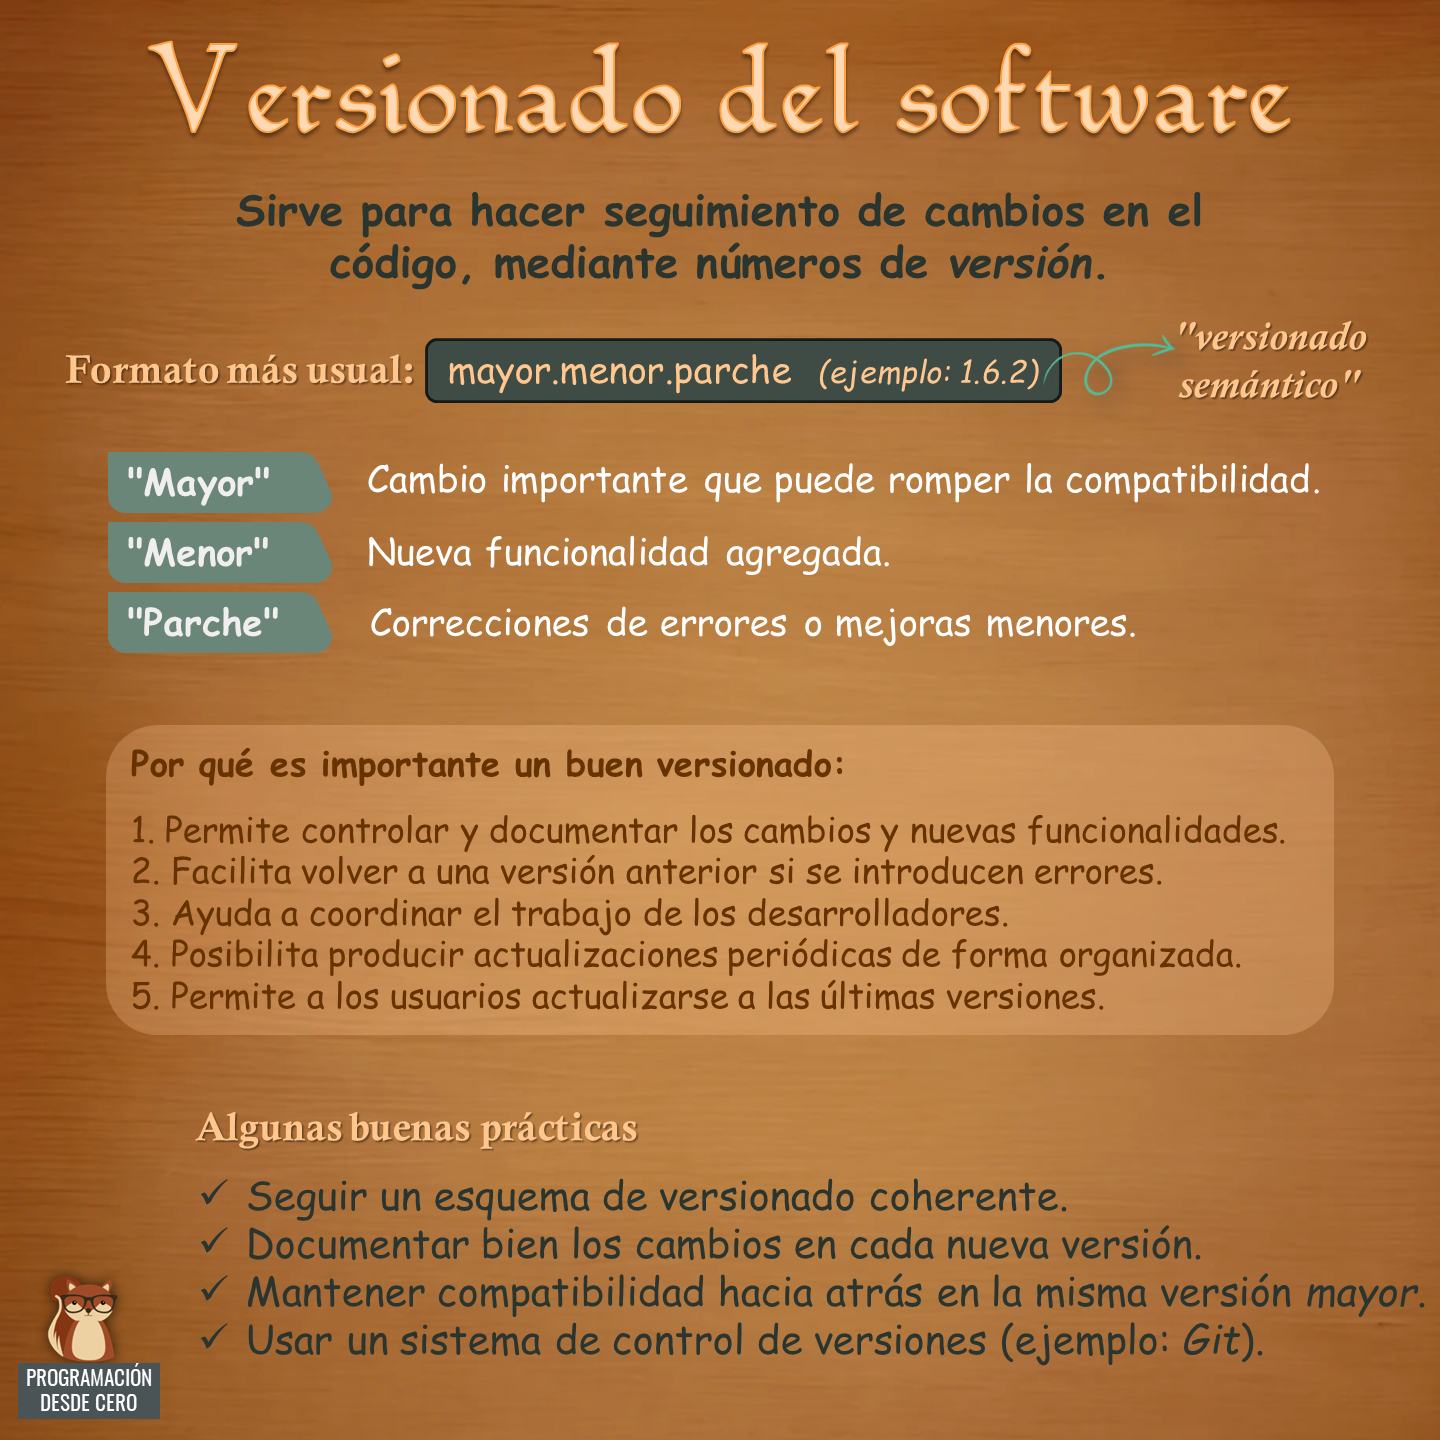 Versionado del software
Sirve para hacer seguimiento de cambios en el
código, mediante números de versión.
Formato más usual: mayor.menor.parche (ejemplo: 1.6.2)
"versionado
semántico"
"Mayor" Cambio importante que puede romper la compatibilidad.
"Menor" Nueva funcionalidad agregada.
"Parche" Correcciones de errores o mejoras menores.
Por qué es importante un buen versionado:
1. Permite controlar y documentar los cambios y nuevas funcionalidades.
2. Facilita volver a una versión anterior si se introducen errores.
3. Ayuda a coordinar el trabajo de los desarrolladores.
4. Posibilita producir actualizaciones periódicas de forma organizada.
5. Permite a los usuarios actualizarse a las últimas versiones.
Algunas buenas prácticas
✓ Seguir un esquema de versionado coherente.
✓ Documentar bien los cambios en cada nueva versión.
✓ Mantener compatibilidad hacia atrás en la misma versión mayor.
✓ Usar un sistema de control de versiones (ejemplo: Git).
PROGRAMACIÓN
DESDE CERO